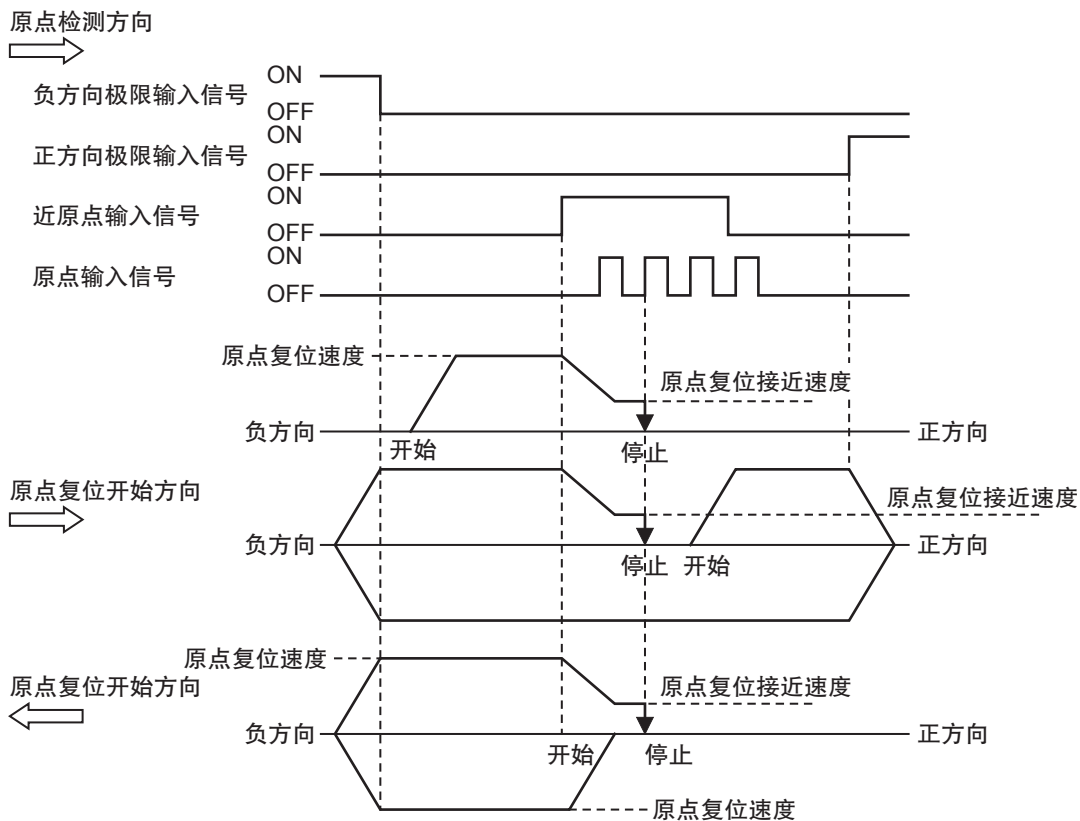 原点检测方向
负方向极限输入信号
ON
OFF
正方向极限输入信号
ON
OFF
近原点输入信号
ON
OFF
原点输入信号
ON
OFF
原点复位速度
原点复位接近速度
负方向
正方向
开始
停止
原点复位开始方向
原点复位接近速度
负方向
正方向
停止
开始
原点复位速度
原点复位开始方向
原点复位接近速度
负方向
正方向
开始
停止
原点复位速度